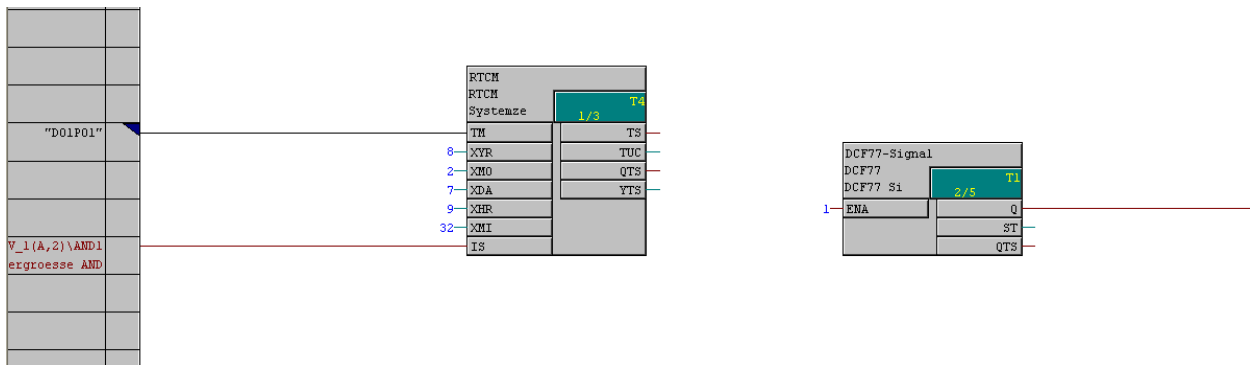 "D01P01"
V_1(A,2)\AND1
ergroesse AND
RTCM
RTCM
Systemze
T4
1/3
TM
TS
8
XYR
TUC
2
XMO
QTS
7
XDA
YTS
9
XHR
32
XMI
IS
DCF77-Signal
DCF77
DCF77 Si
T1
2/5
1
ENA
Q
ST
QTS